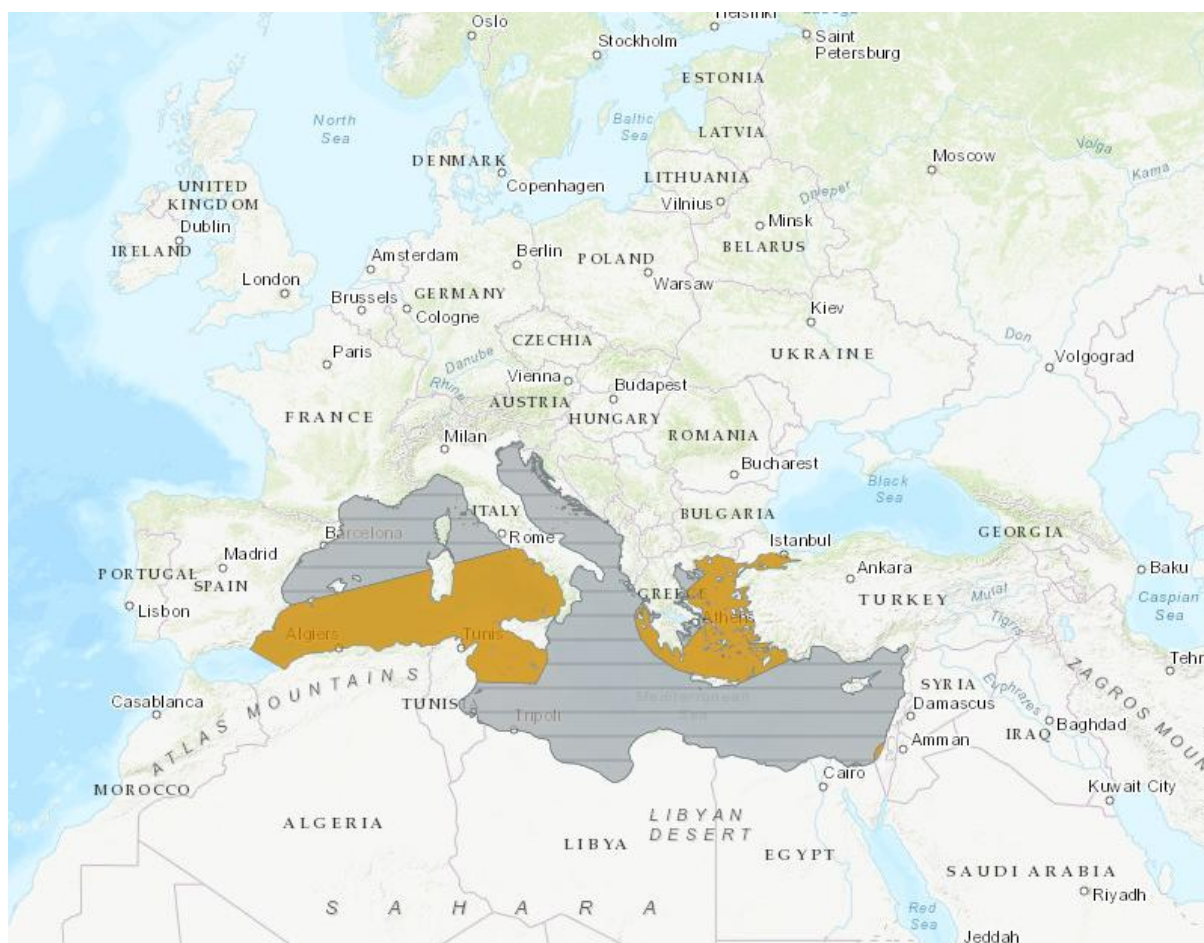 Oslo
Helsinki
Saint
Petersburg
Stockholm
ESTONIA
North
Sea
Baltic
Sea
LATVIA
Volga
DENMARK
Moscow
Kama
Copenhagen
LITHUANIA
UNITED
KINGDOM
Vilnius
Dnieper
Dublin
Minsk
IRELAND
BELARUS
Amsterdam
Berlin
POLAND
London
Warsaw
Brussels
GERMANY
Cologne
Kiev
Don
CZECHIA
Paris
Danube
UKRAINE
Volgograd
Rhine
Vienna
Budapest
AUSTRIA
FRANCE
HUNGARY
Milan
ROMANIA
Bucharest
Black
Sea
ITALY
BULGARIA
Barcelona
Rome
GEORGIA
Istanbul
Madrid
PORTUGAL
SPAIN
Ankara
Baku
GREECE
TURKEY
Murat
Caspian
Sea
Lisbon
Athens
Tigris
Algiers
Tunis
Tehr
Casablanca
ATLAS MOUNTAINS
TUNISIA
Mediterranean
Sea
SYRIA
Euphrates
ZAGROS MOUN
Damascus
Tripoli
Baghdad
IRAQ
Amman
MOROCCO
Cairo
Kuwait City
ALGERIA
LIBYAN
DESERT
LIBYA
EGYPT
SAUDI ARABIA
Riyadh
SAHARA
Red
Sea
Jeddah